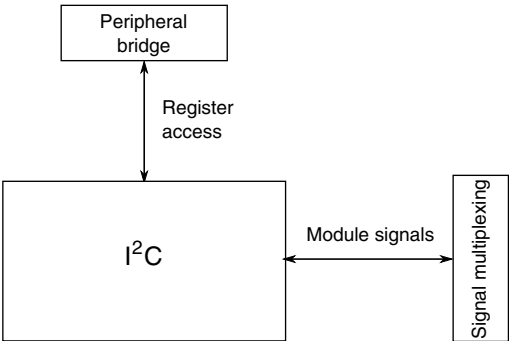 Peripheral
bridge
Register
access
Module signals
I²C
Signal multiplexing